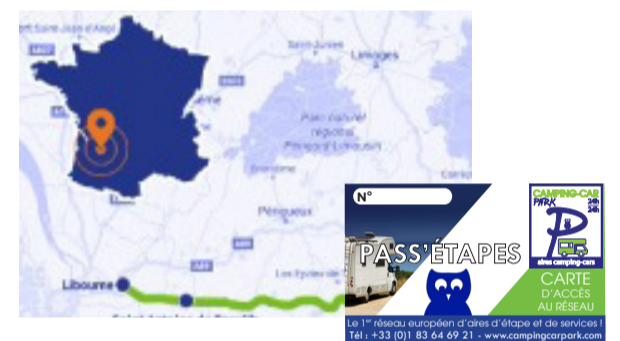 Saint-Junien
Limoges
Parc naturel
régional
Périgord-Limousin
Brantôme
Périgueux
A89
Libourne
N°
PASS'ÉTAPES
CAMPING-CAR
PARK
24h
24h
aires camping-cars
CARTE
D'ACCÈS
AU RÉSEAU
Le 1er réseau européen d'aires d'étape et de services !
Tél : +33 (0)1 83 64 69 21 - www.campingcarpark.com